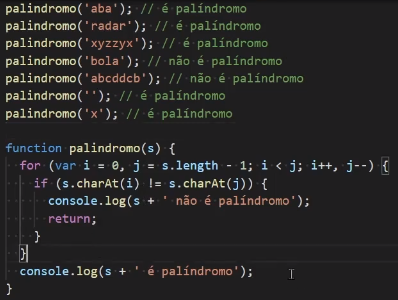 palindromo('aba'); // é palíndromo
palindromo('radar'); // é palíndromo
palindromo('xyzzyx'); // é palíndromo
palindromo('bola'); // não é palíndromo
palindromo('abcddcb'); // não é palíndromo
palindromo(''); // é palíndromo
palindromo('x'); // é palíndromo
function palindromo(s) {
for (var i = 0, j = s.length - 1; i < j; i++, j--) {
if (s.charAt(i) != s.charAt(j)) {
console.log(s + ' não é palíndromo');
return;
}
}
console.log(s + ' é palíndromo');
}